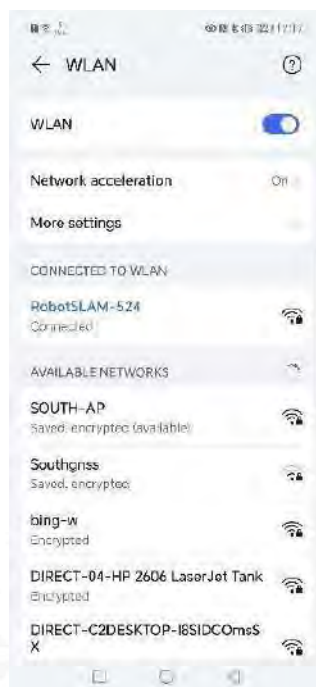 WLAN
WLAN
Network acceleration On
More settings
CONNECTED TO WLAN
RobotSLAM-524
Connected
AVAILABLE NETWORKS
SOUTH-AP
Saved, encrypted (available)
Southgnss
Saved, encrypted
bing-w
Encrypted
DIRECT-04-HP 2606 LaserJet Tank
Encrypted
DIRECT-C2DESKTOP-I8SIDCOmsS
X